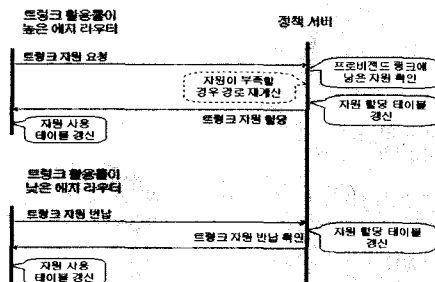 트렁크 활용률이
높은 에지 라우터
정책 서버
트렁크 자원 요청
프로비젼드 링크에
남은 자원 확인
자원이 부족할
경우 경로 재계산
자원 할당 테이블
갱신
트렁크 자원 할당
자원 사용
테이블 갱신
트렁크 활용률이
낮은 에지 라우터
트렁크 자원 반납
자원 할당 테이블
갱신
트렁크 자원 반납 확인
자원 사용
테이블 갱신